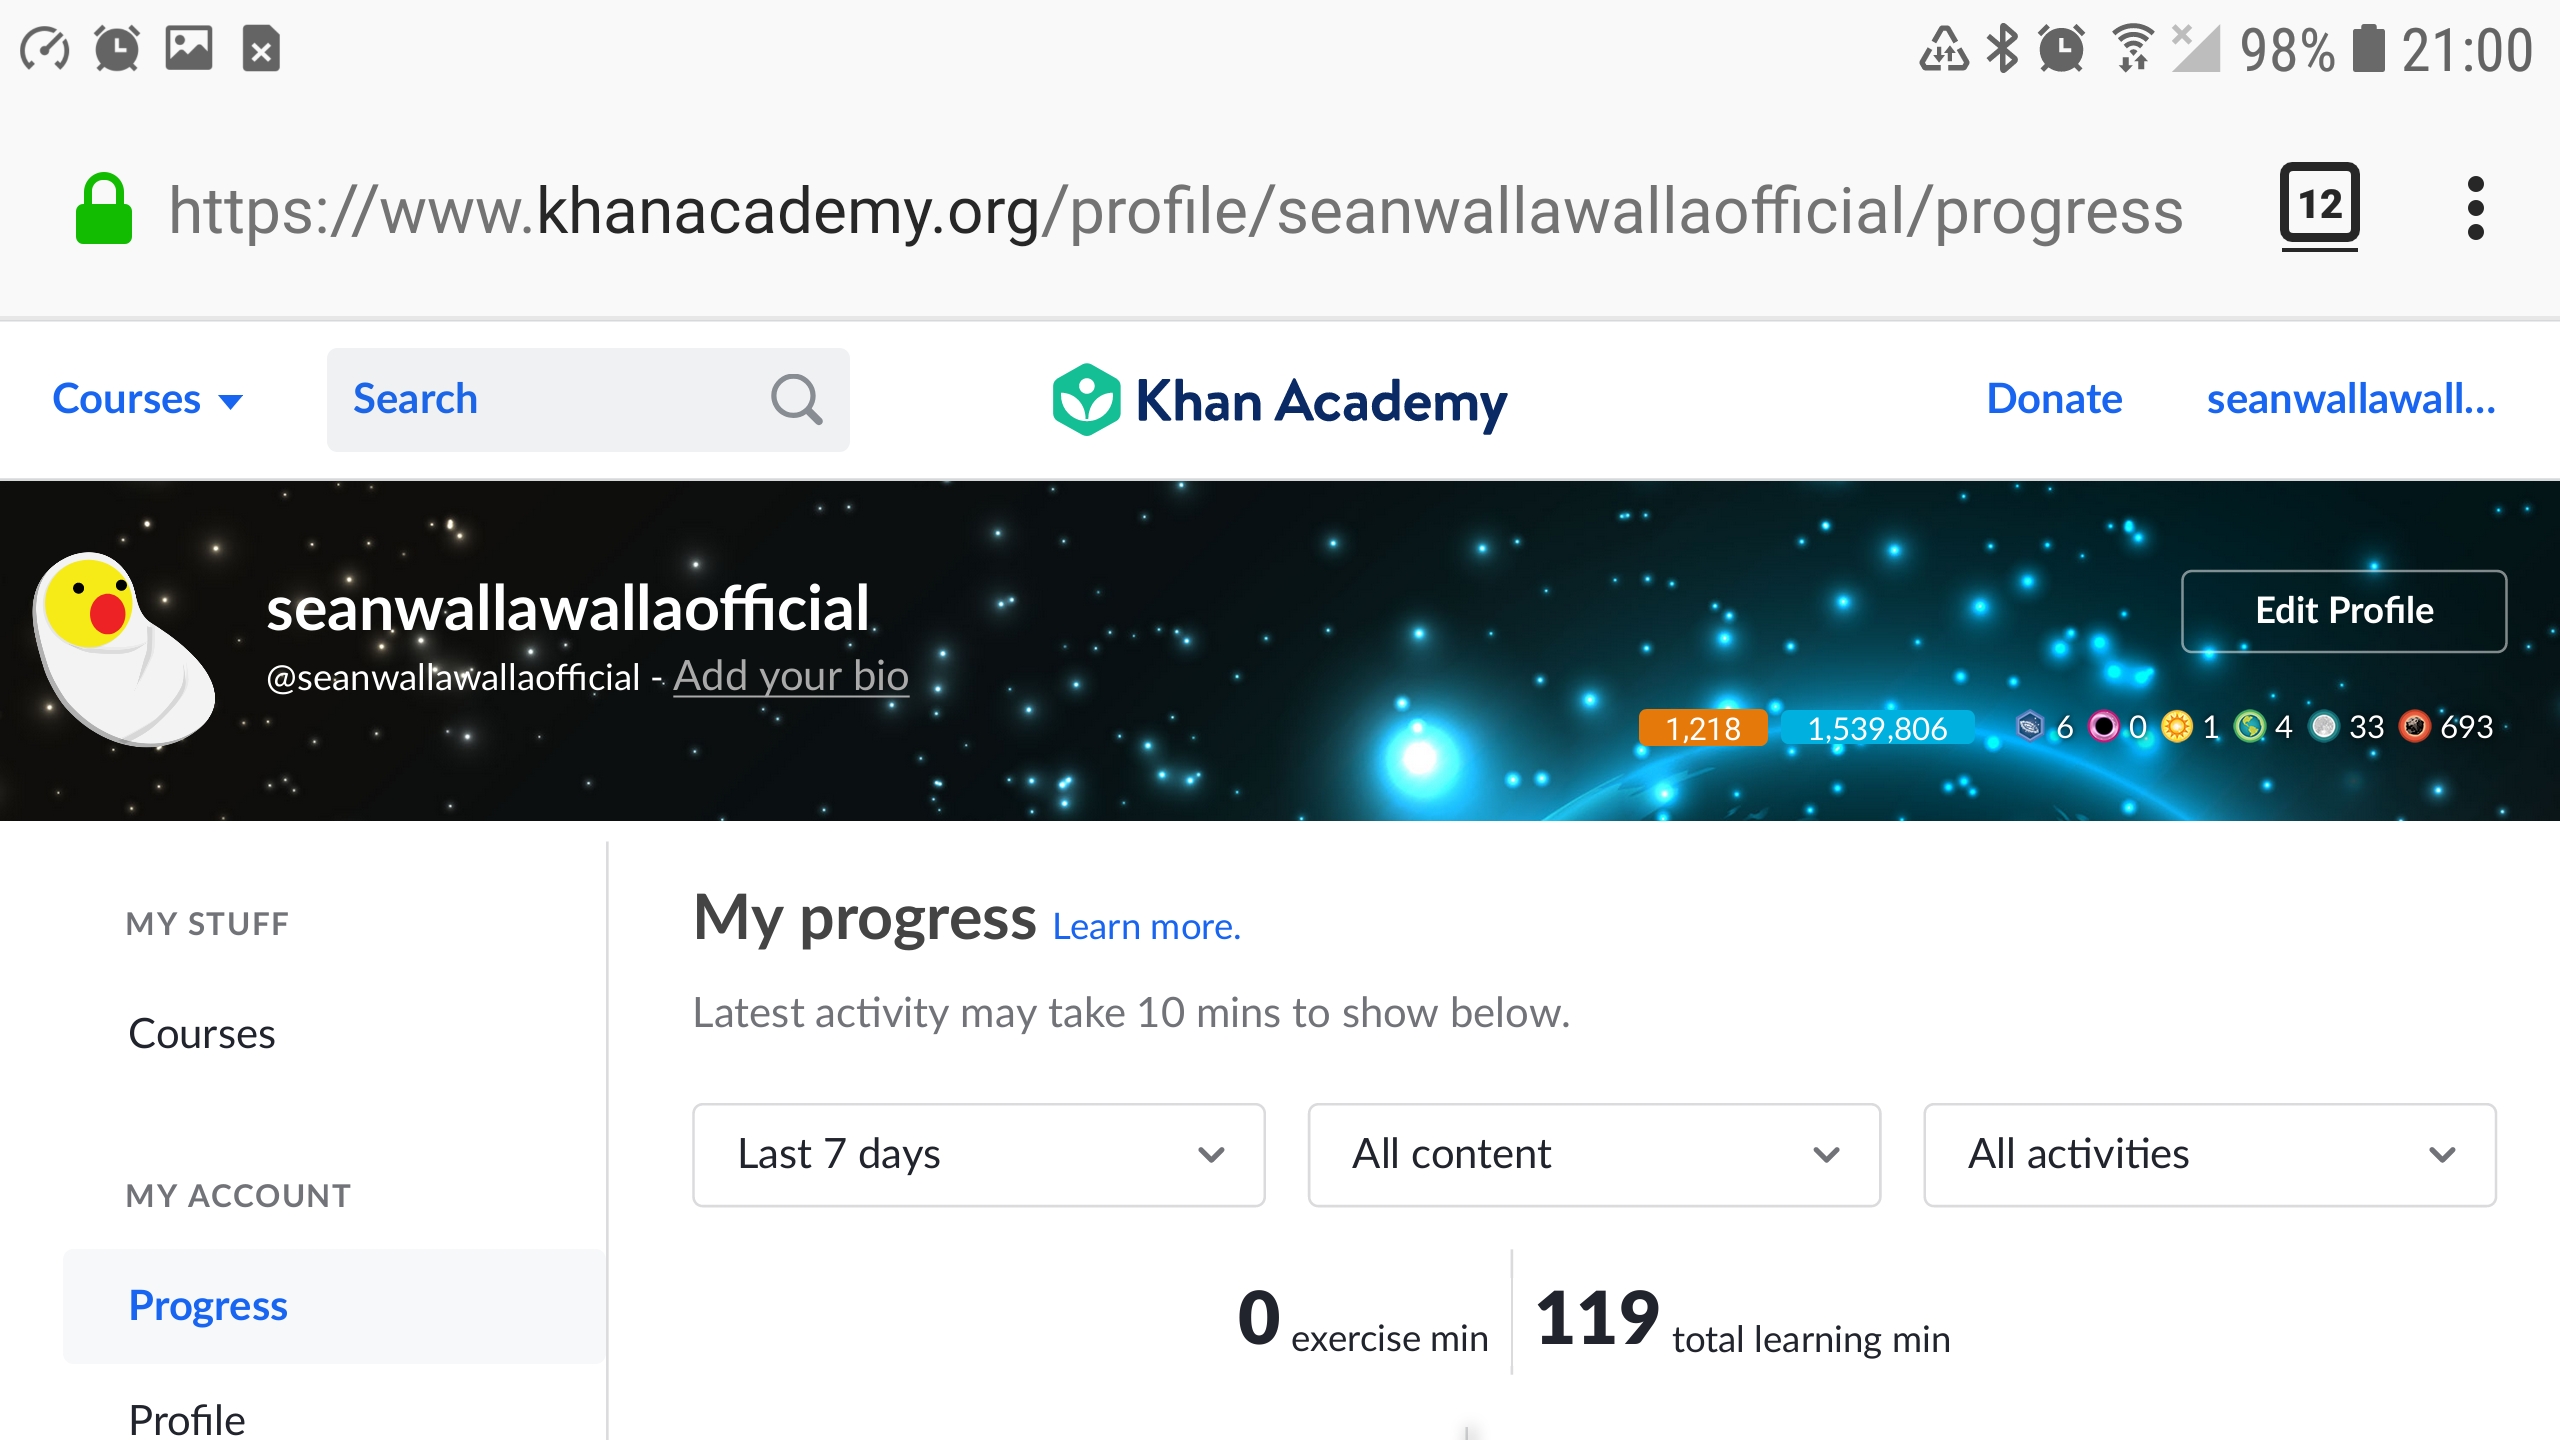 98% 21:00
https://www.khanacademy.org/profile/seanwallawallaofficial/progress
12
Courses
Search
Khan Academy
Donate
seanwallawall...
seanwallawallaofficial
@seanwallawallaofficial - Add your bio
Edit Profile
1,218 1,539,806 6 0 1 4 33 693
MY STUFF
Courses
MY ACCOUNT
Progress
Profile
My progress Learn more.
Latest activity may take 10 mins to show below.
Last 7 days
All content
All activities
0 exercise min
119 total learning min